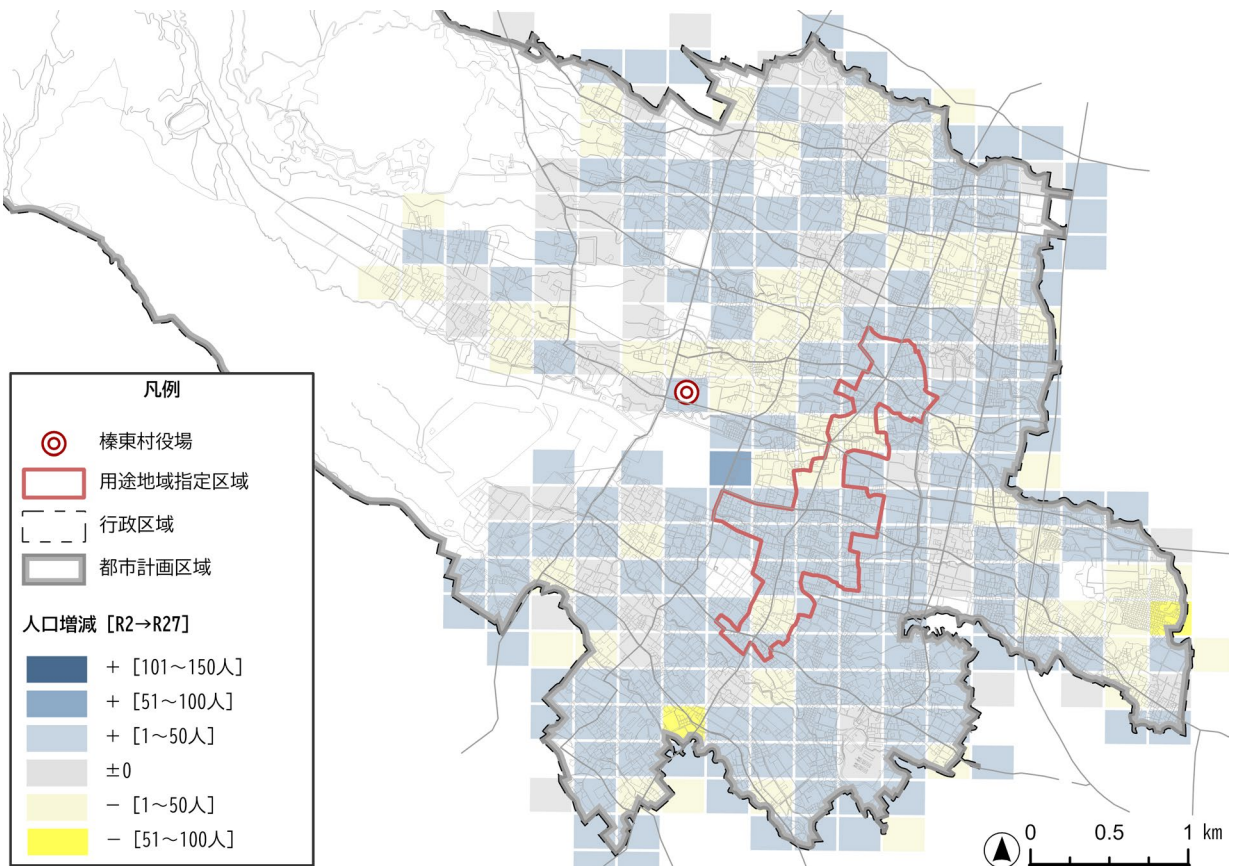 凡例
榛東村役場
用途地域指定区域
行政区域
都市計画区域
人口増減 [R2→R27]
+ [101～150人]
+ [51～100人]
+ [1～50人]
±0
− [1～50人]
− [51～100人]
0 0.5 1 km